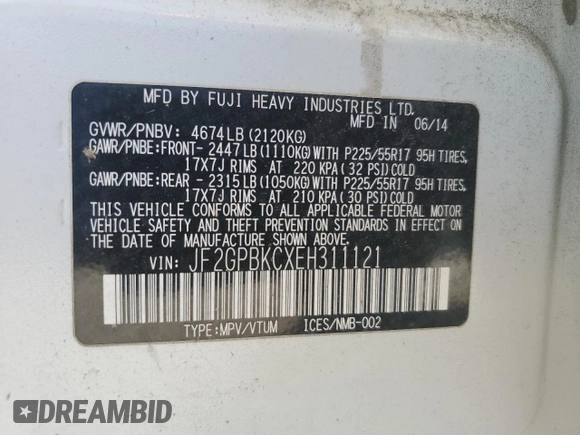 MFD BY FUJI HEAVY INDUSTRIES LTD.
MFD IN 06/14
GVWR/PNBV: 4674LB (2120KG)
GAWR/PNBE:FRONT- 2447LB (1110KG) WITH P225/55R17 95H TIRES,
17X7J RIMS AT 220 KPA (32 PSI) COLD
GAWR/PNBE:REAR - 2315LB (1050KG) WITH P225/55R17 95H TIRES,
17X7J RIMS AT 210 KPA (30 PSI) COLD
THIS VEHICLE CONFORMS TO ALL APPLICABLE FEDERAL MOTOR
VEHICLE SAFETY AND THEFT PREVENTION STANDARDS IN EFFECT
ON THE DATE OF MANUFACTURE SHOWN ABOVE.
VIN: JF2GPBKCXEH311121
TYPE:MPV/VTUM ICES/NMB-002
DREAMBID